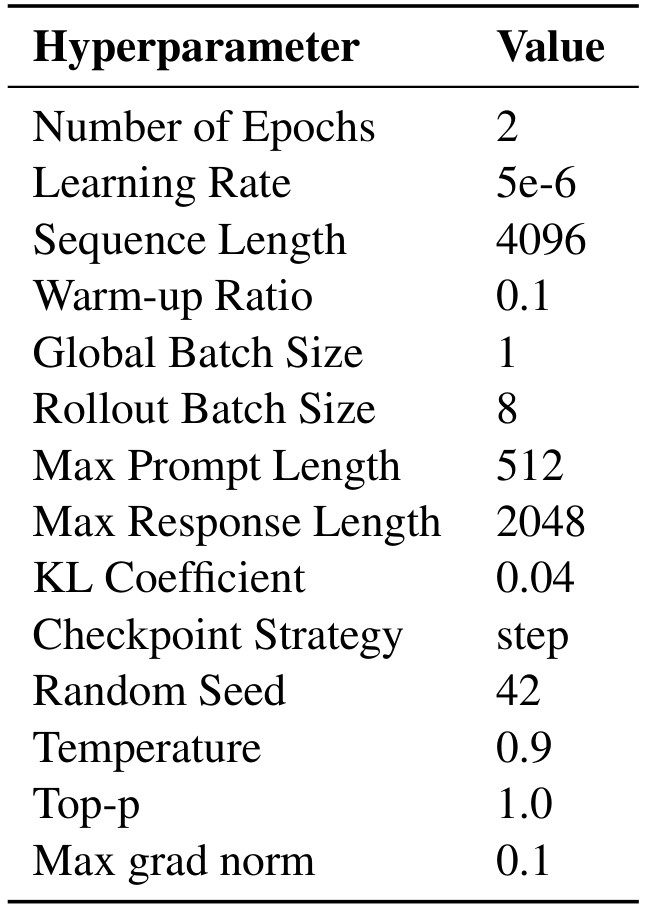 Hyperparameter Value
Number of Epochs 2
Learning Rate 5e-6
Sequence Length 4096
Warm-up Ratio 0.1
Global Batch Size 1
Rollout Batch Size 8
Max Prompt Length 512
Max Response Length 2048
KL Coefficient 0.04
Checkpoint Strategy step
Random Seed 42
Temperature 0.9
Top-p 1.0
Max grad norm 0.1